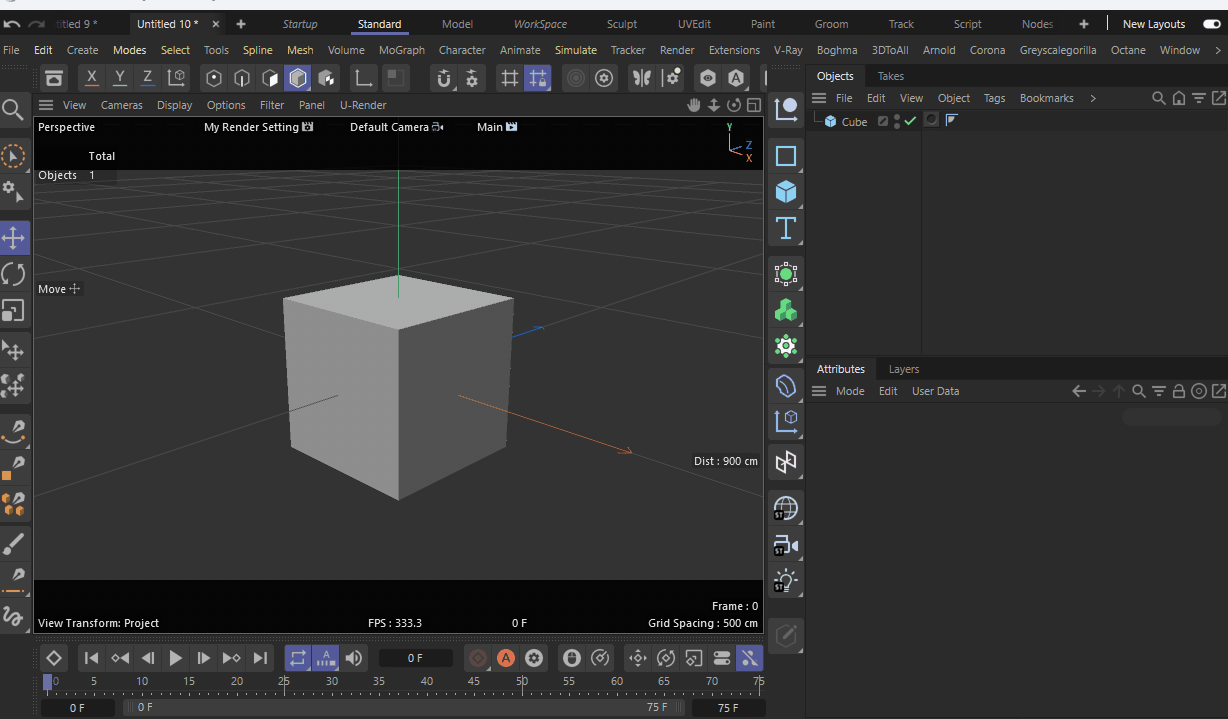 titled 9 * Untitled 10 * × + Startup Standard Model WorkSpace Sculpt UVEdit Paint Groom Track Script Nodes + New Layouts
File Edit Create Modes Select Tools Spline Mesh Volume MoGraph Character Animate Simulate Tracker Render Extensions V-Ray Boghma 3DToAll Arnold Corona Greyscalegorilla Octane Window >
X Y Z
A
Objects Takes
View Cameras Display Options Filter Panel U-Render
File Edit View Object Tags Bookmarks >
Perspective My Render Setting Default Camera Main
Cube
Y
Z
X
Total
Objects 1
T
Move
Attributes Layers
Mode Edit User Data
Dist : 900 cm
ST
ST
ST
Frame : 0
View Transform: Project FPS : 333.3 0 F Grid Spacing : 500 cm
A 0 F A
0 5 10 15 20 25 30 35 40 45 50 55 60 65 70 75
0 F 0 F 75 F 75 F